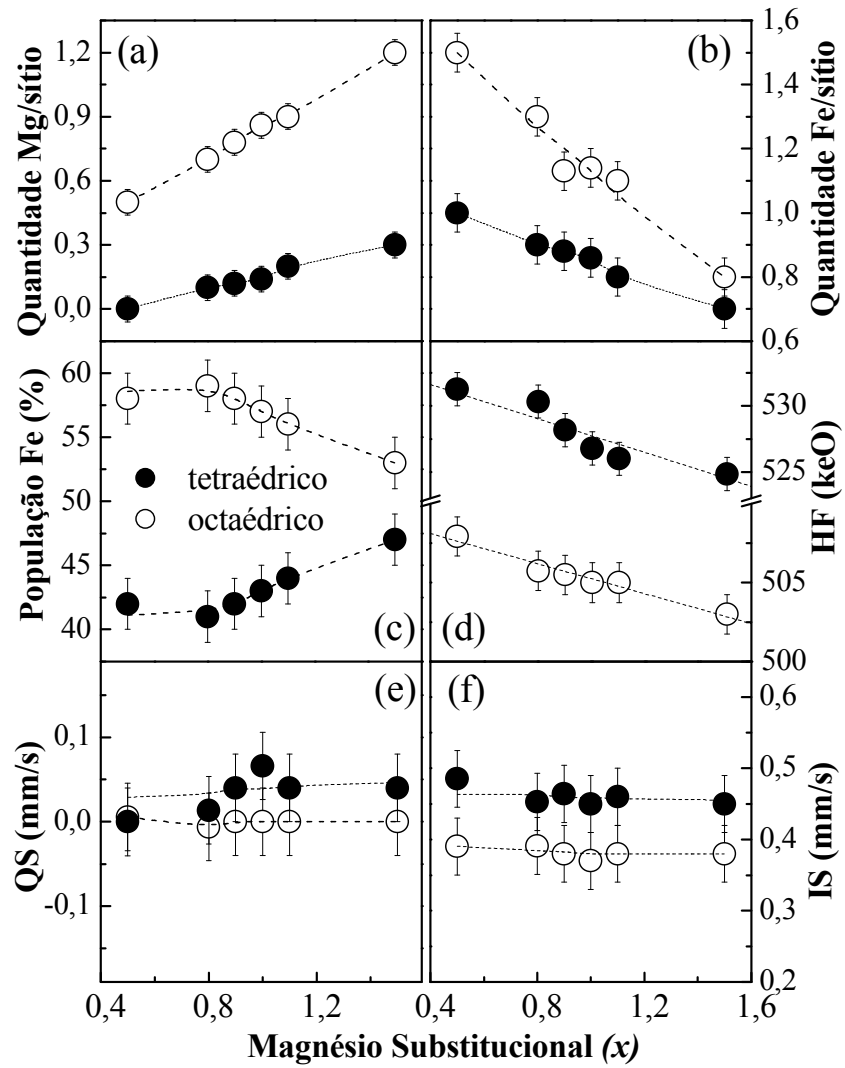 (a)
Quantidade Mg/sítio
1,2
0,9
0,6
0,3
0,0
(b)
Quantidade Fe/sítio
1,6
1,4
1,2
1,0
0,8
0,6
(c)
População Fe (%)
60
55
50
45
40
tetraédrico
octaédrico
(d)
HF (keO)
0,6
530
525
505
500
(e)
QS (mm/s)
0,1
0,0
-0,1
(f)
IS (mm/s)
0,6
0,5
0,4
0,3
0,2
0,4 0,8 1,2 0,4 0,8 1,2 1,6
Magnésio Substitucional (x)